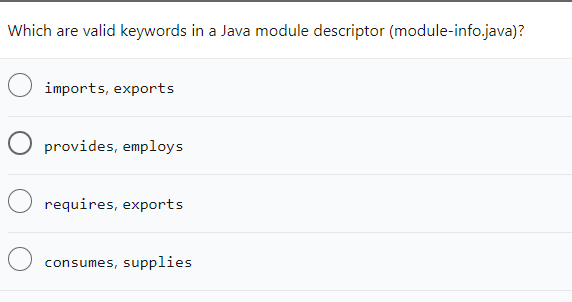 Which are valid keywords in a Java module descriptor (module-info.java)?
imports, exports
provides, employs
requires, exports
consumes, supplies